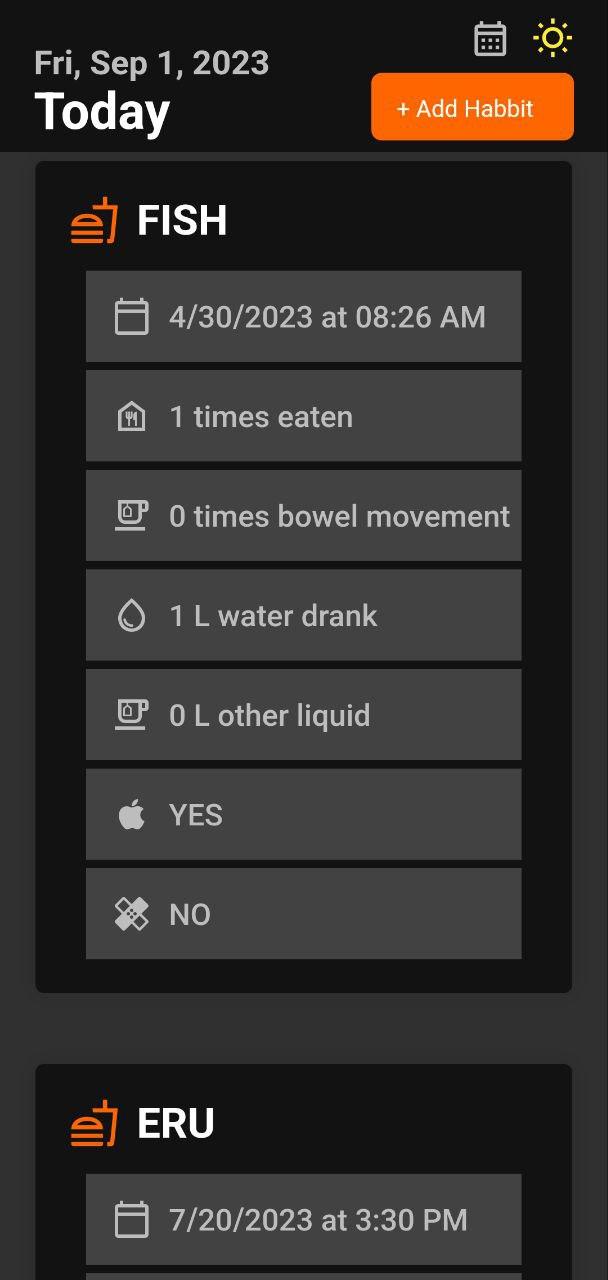 Fri, Sep 1, 2023
Today
+ Add Habbit
FISH
4/30/2023 at 08:26 AM
1 times eaten
0 times bowel movement
1 L water drank
0 L other liquid
YES
NO
ERU
7/20/2023 at 3:30 PM